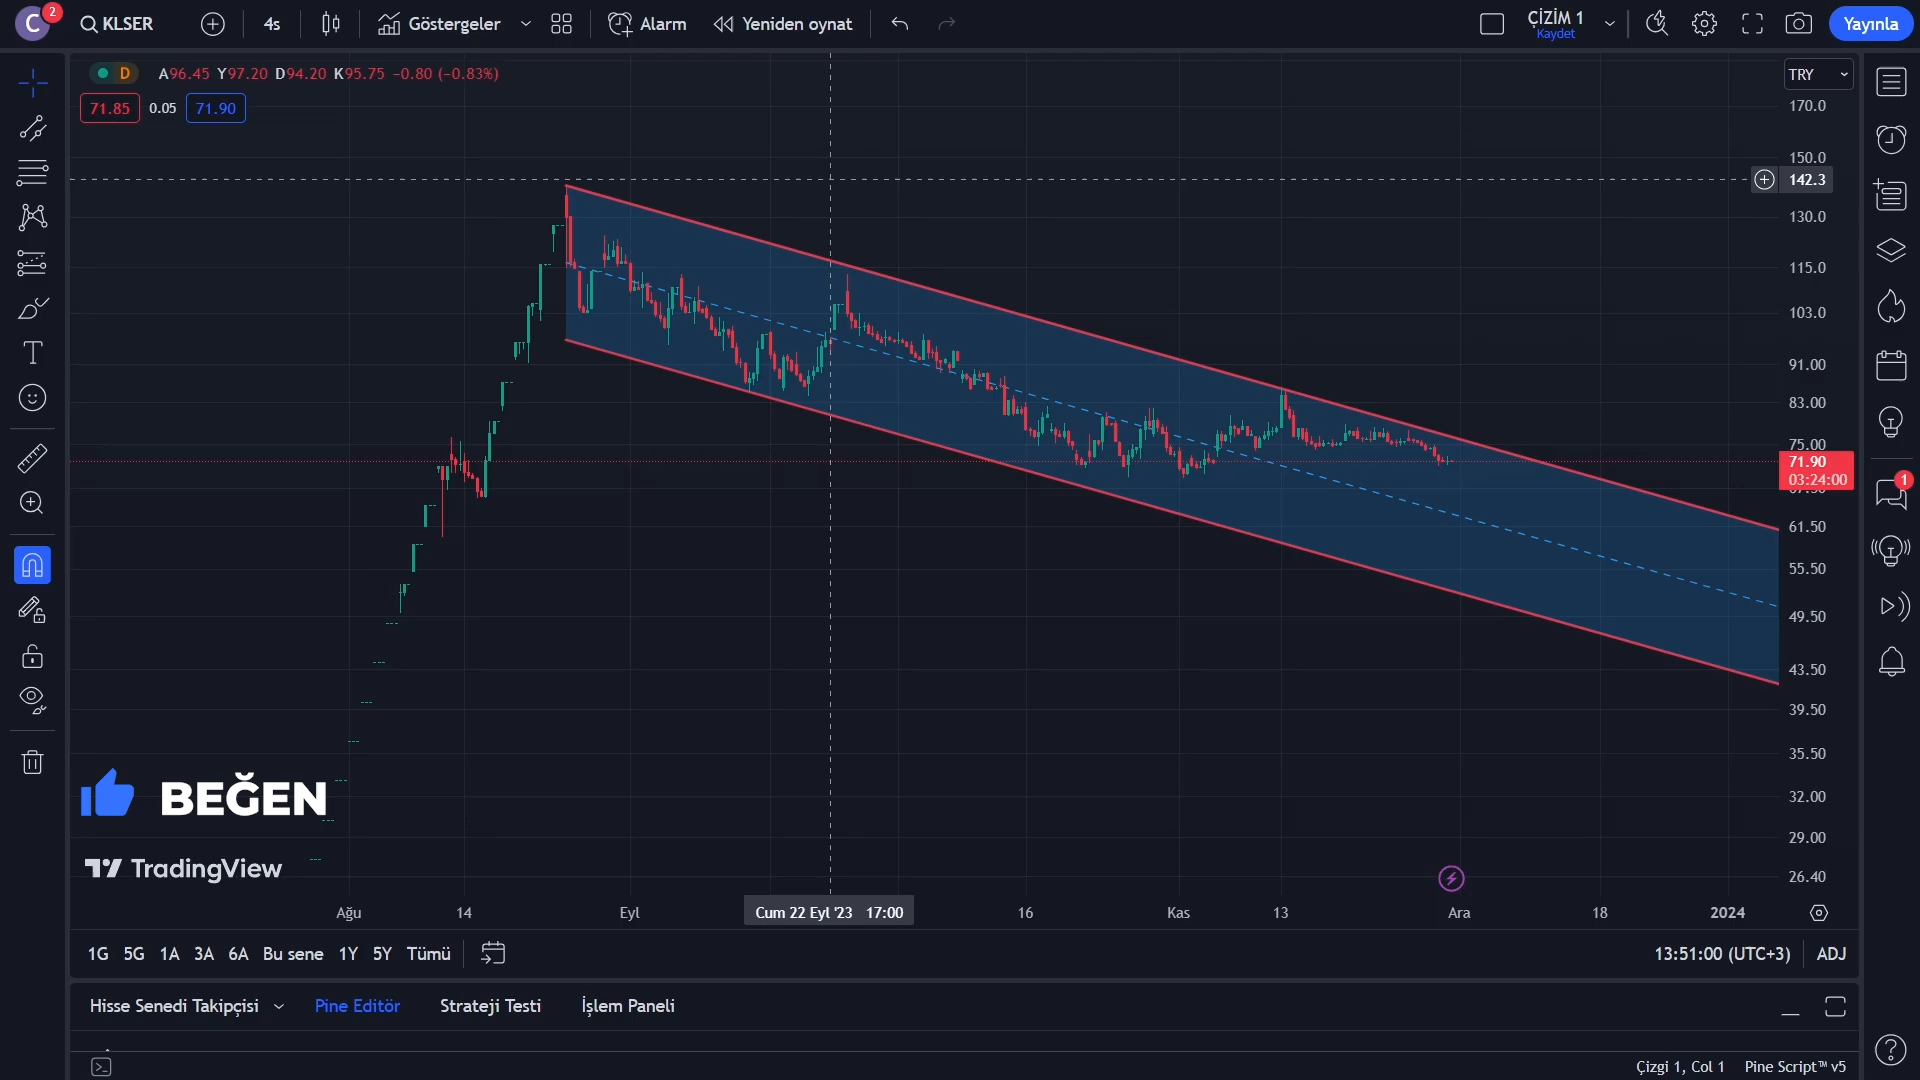 C 2 KLSER 4s Göstergeler Alarm Yeniden oynat ÇİZİM 1 Yayınla
Kaydet
D A96.45 Y97.20 D94.20 K95.75 −0.80 (−0.83%)
71.85 0.05 71.90
TRY
170.0
150.0
142.3
130.0
115.0
103.0
91.00
83.00
75.00
71.90
03:24:00
61.50
55.50
49.50
43.50
39.50
35.50
32.00
29.00
26.40
1
BEĞEN
TradingView
Ağu 14 Eyl Cum 22 Eyl '23 17:00 16 Kas 13 Ara 18 2024
1G 5G 1A 3A 6A Bu sene 1Y 5Y Tümü 13:51:00 (UTC+3) ADJ
Hisse Senedi Takipçisi Pine Editör Strateji Testi İşlem Paneli
Çizgi 1, Col 1 Pine Script™ v5